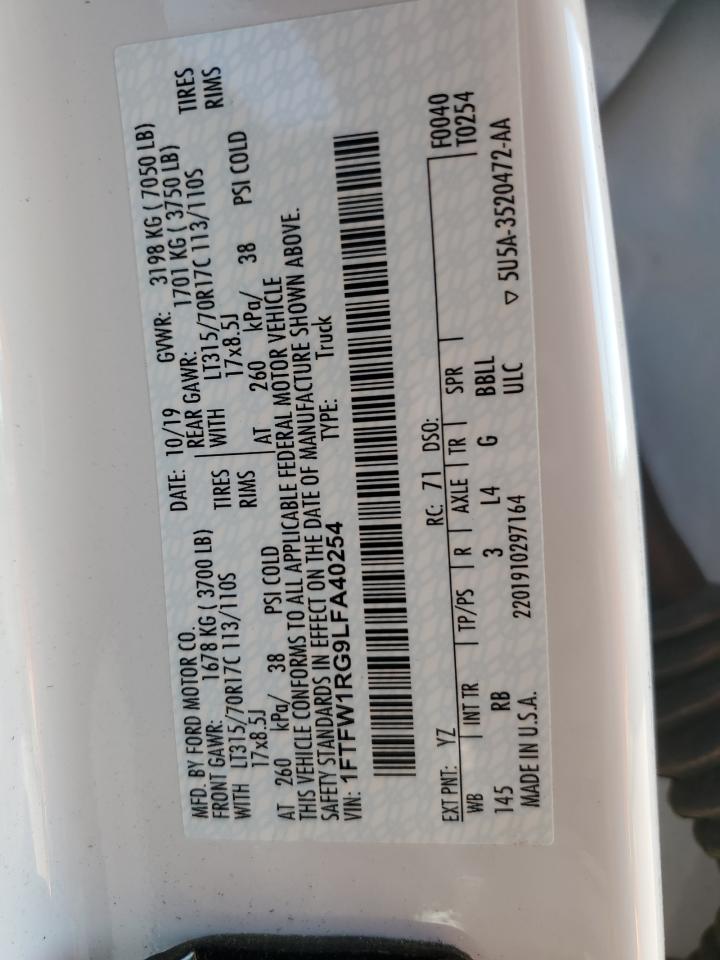 MFD. BY FORD MOTOR CO.
DATE: 10/19 GVWR: 3198 KG ( 7050 LB)
FRONT GAWR: 1678 KG ( 3700 LB) REAR GAWR: 1701 KG ( 3750 LB)
WITH LT315/70R17C 113/110S TIRES WITH LT315/70R17C 113/110S TIRES
17x8.5J RIMS 17x8.5J RIMS
AT 260 kPa/ 38 PSI COLD AT 260 kPa/ 38 PSI COLD
THIS VEHICLE CONFORMS TO ALL APPLICABLE FEDERAL MOTOR VEHICLE
SAFETY STANDARDS IN EFFECT ON THE DATE OF MANUFACTURE SHOWN ABOVE.
VIN: 1FTFW1RG9LFA40254 TYPE: Truck
EXT PNT: YZ RC: 71 DSO: F0040
WB INT TR TP/PS R AXLE TR SPR T0254
145 RB 3 L4 G BBLL
MADE IN U.S.A. 2201910297164 ULC ▽ 5U5A-3520472-AA